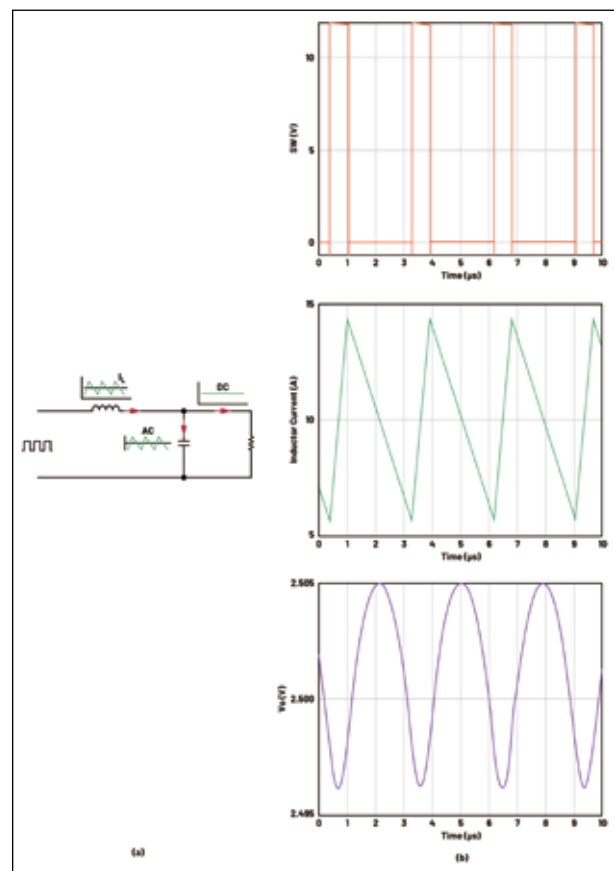 10
5
0
SW (V)
0 1 2 3 4 5 6 7 8 9 10
Time (µs)
15
10
5
Inductor Current (A)
0 1 2 3 4 5 6 7 8 9 10
Time (µs)
IL
DC
AC
2.505
2.500
2.495
Vo (V)
0 1 2 3 4 5 6 7 8 9 10
Time (µs)
(a)
(b)